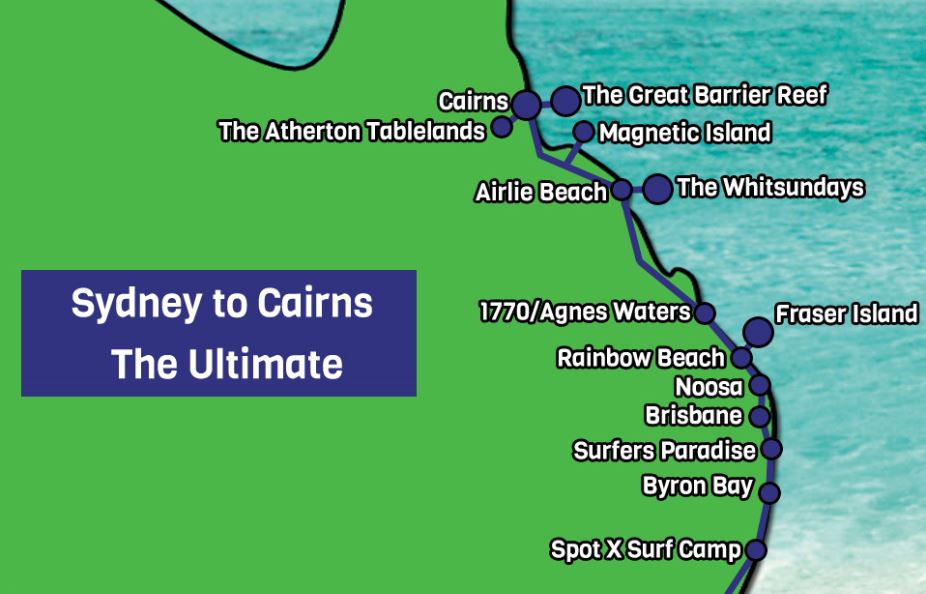 Cairns
The Great Barrier Reef
The Atherton Tablelands
Magnetic Island
Airlie Beach
The Whitsundays
Sydney to Cairns
The Ultimate
1770/Agnes Waters
Fraser Island
Rainbow Beach
Noosa
Brisbane
Surfers Paradise
Byron Bay
Spot X Surf Camp